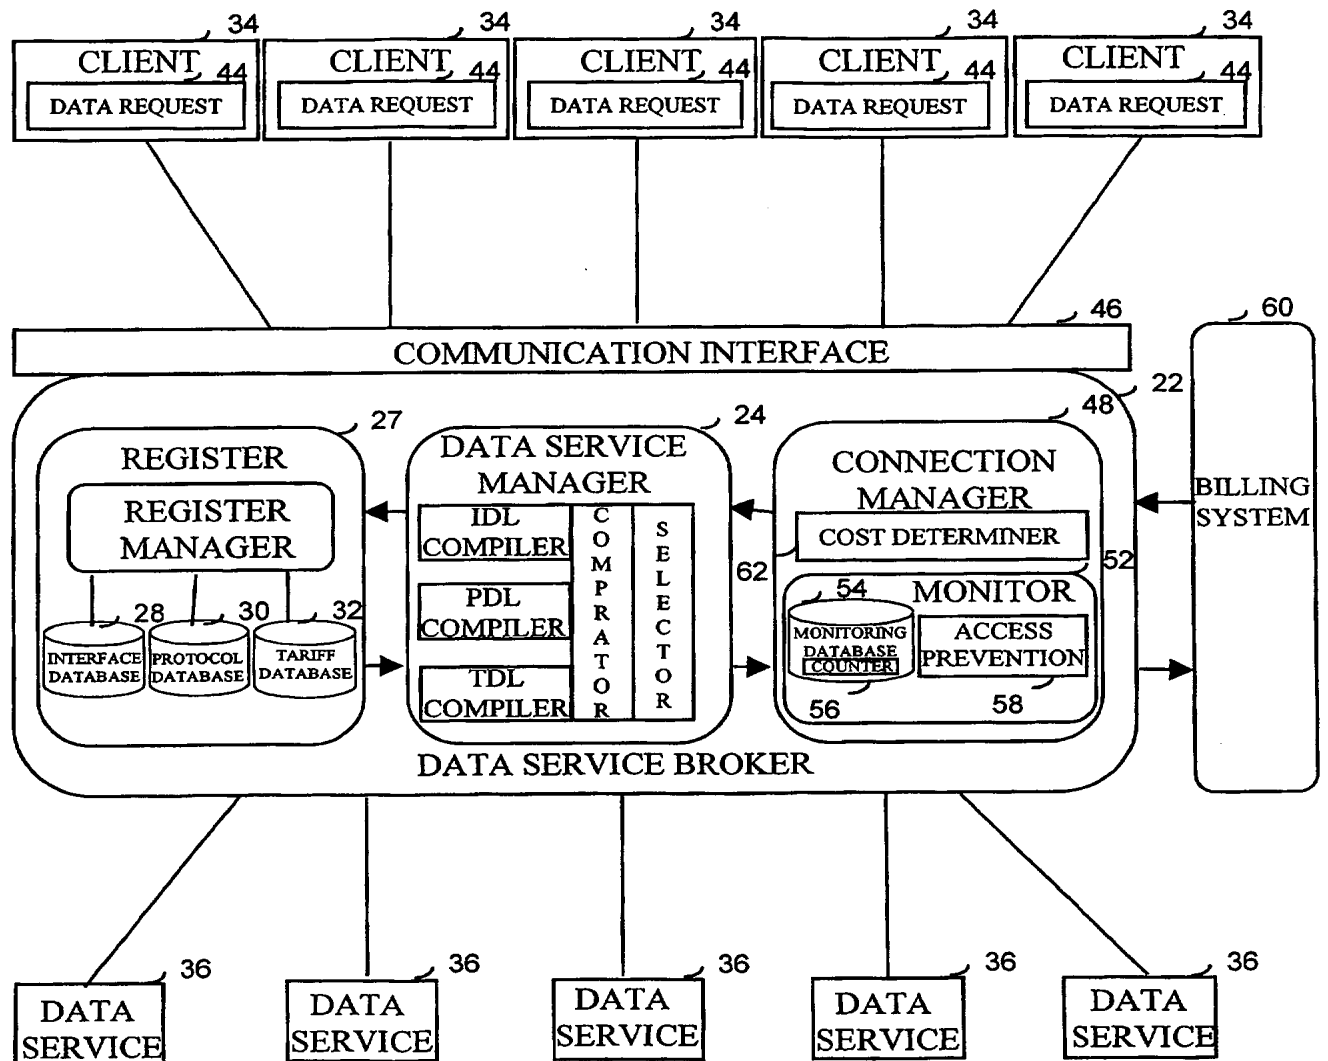 34 34 34 34 34
CLIENT CLIENT CLIENT CLIENT CLIENT
44 44 44 44 44
DATA REQUEST DATA REQUEST DATA REQUEST DATA REQUEST DATA REQUEST
46
COMMUNICATION INTERFACE
60
22
27
REGISTER
REGISTER
MANAGER
28 30 32
INTERFACE
DATABASE
PROTOCOL
DATABASE
TARIFF
DATABASE
24
DATA SERVICE
MANAGER
IDL
COMPILER
PDL
COMPILER
TDL
COMPILER
COMPRATOR
SELECTOR
48
CONNECTION
MANAGER
COST DETERMINER
62
52
MONITOR
54
MONITORING
DATABASE
COUNTER
56
ACCESS
PREVENTION
58
BILLING
SYSTEM
DATA SERVICE BROKER
36 36 36 36 36
DATA DATA DATA DATA DATA
SERVICE SERVICE SERVICE SERVICE SERVICE